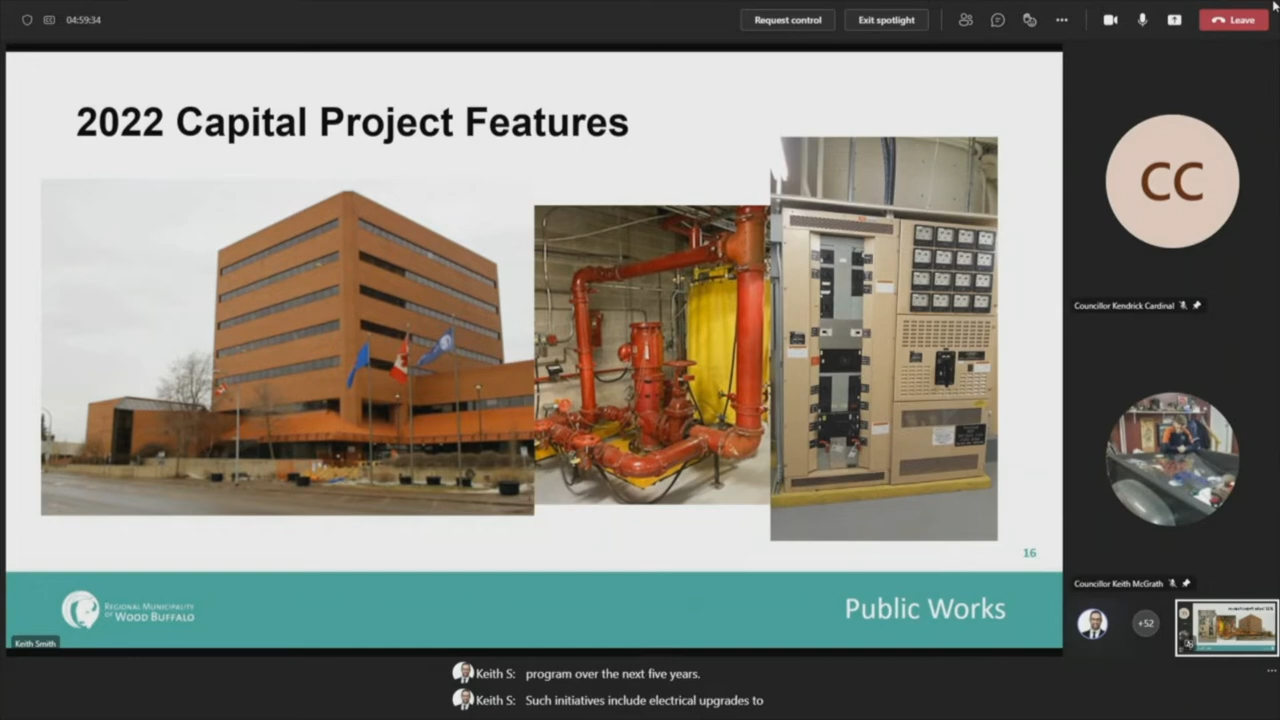 04:59:34
Request control
Exit spotlight
Leave
2022 Capital Project Features
CC
Councillor Kendrick Cardinal
16
Councillor Keith McGrath
REGIONAL MUNICIPALITY
OF WOOD BUFFALO
Public Works
+52
Keith Smith
Keith S: program over the next five years.
Keith S: Such initiatives include electrical upgrades to